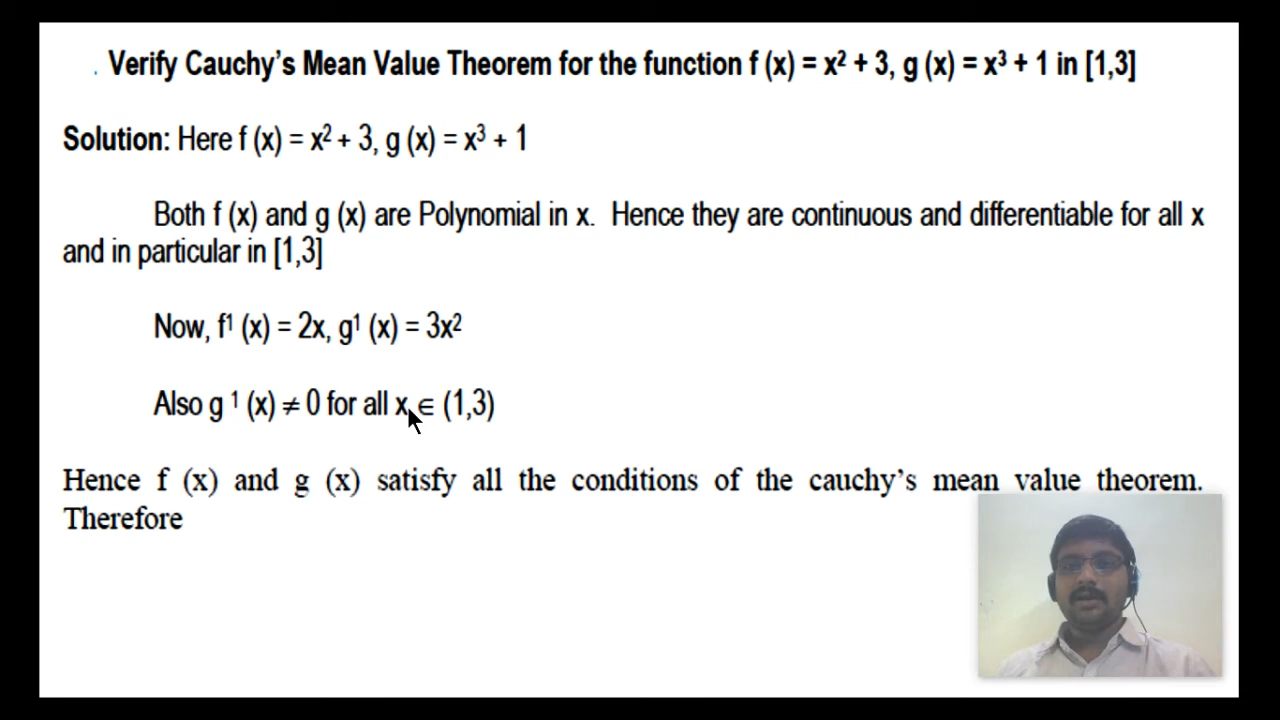 . Verify Cauchy’s Mean Value Theorem for the function f (x) = x² + 3, g (x) = x³ + 1 in [1,3]
Solution: Here f (x) = x² + 3, g (x) = x³ + 1
Both f (x) and g (x) are Polynomial in x. Hence they are continuous and differentiable for all x
and in particular in [1,3]
Now, f¹ (x) = 2x, g¹ (x) = 3x²
Also g ¹ (x) ≠ 0 for all x ∈ (1,3)
Hence f (x) and g (x) satisfy all the conditions of the cauchy’s mean value theorem.
Therefore